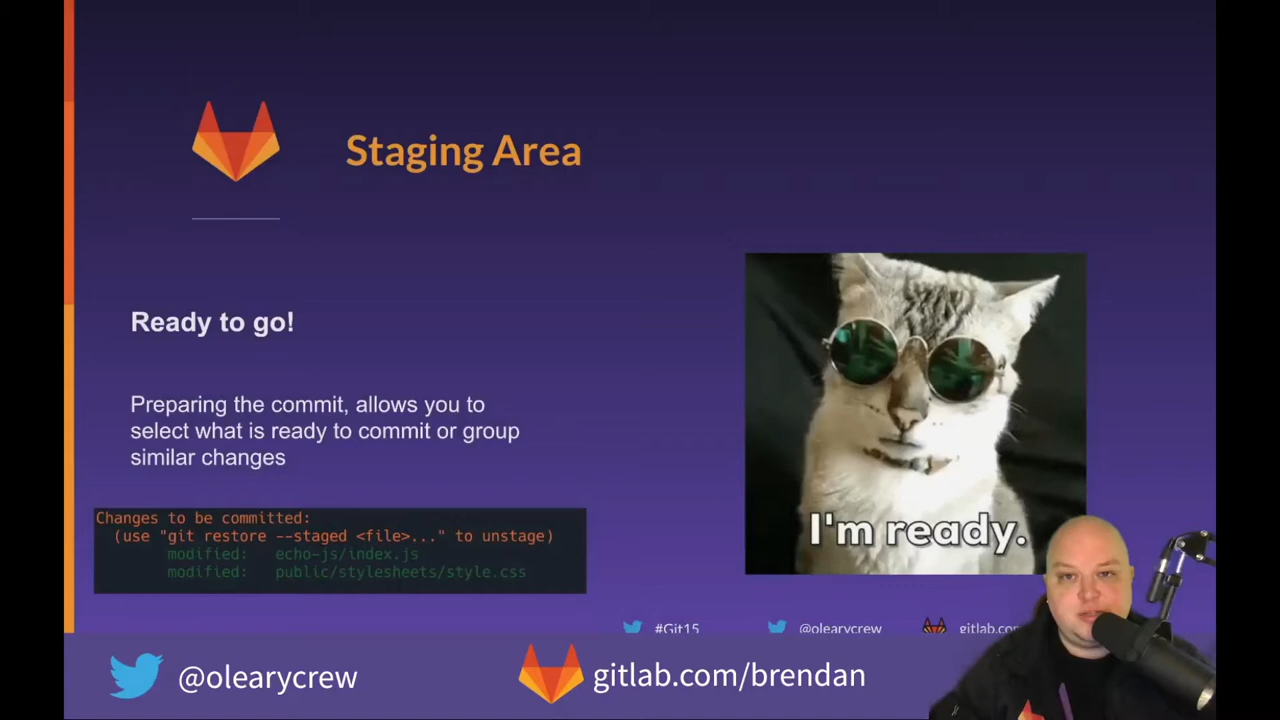 Staging Area
Ready to go!
Preparing the commit, allows you to
select what is ready to commit or group
similar changes
Changes to be committed:
(use "git restore --staged <file>..." to unstage)
modified: echo-js/index.js
modified: public/stylesheets/style.css
I'm ready.
#Git15
@olearycrew
gitlab.com
@olearycrew
gitlab.com/brendan